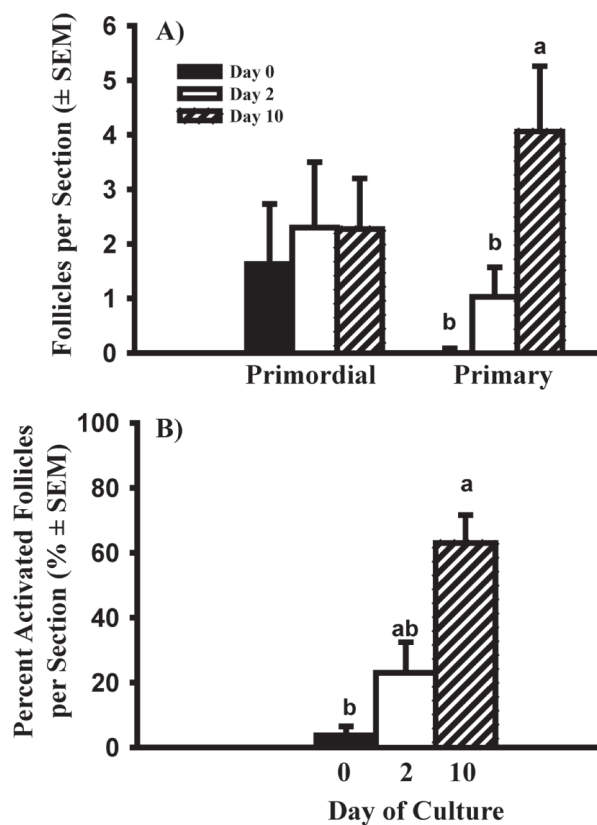 A)
Follicles per Section (± SEM)
6
5
4
3
2
1
0
Day 0
Day 2
Day 10
a
b
b
Primordial Primary
B)
Percent Activated Follicles
per Section (% ± SEM)
100
80
60
40
20
0
a
ab
b
0 2 10
Day of Culture